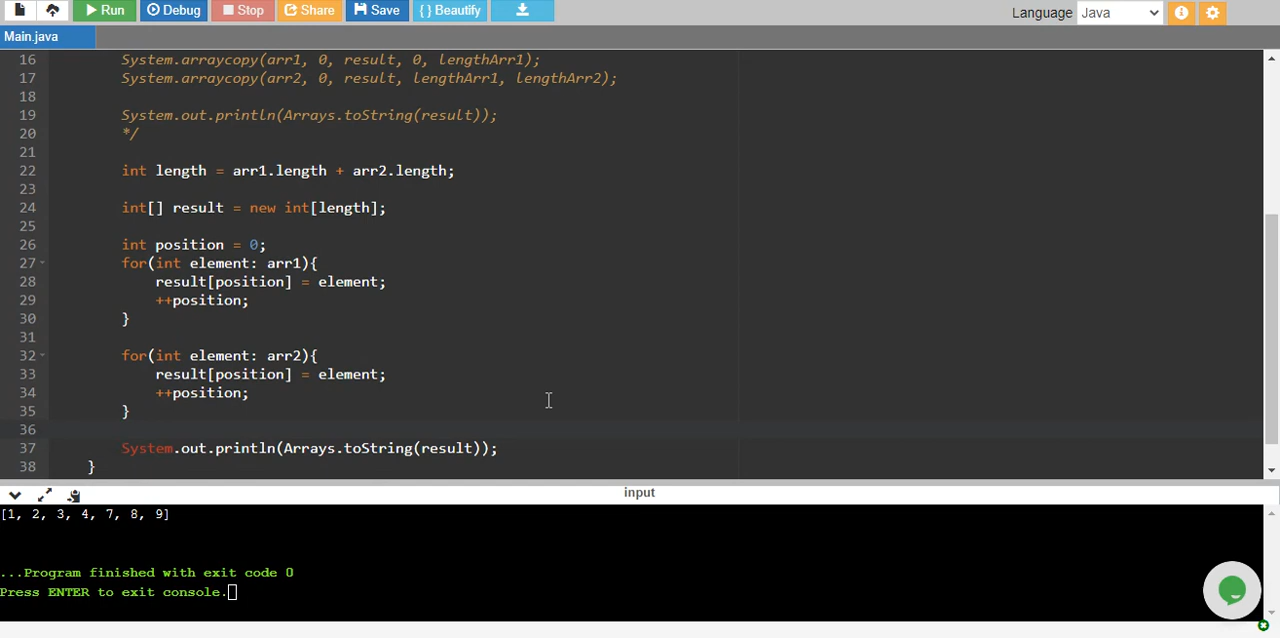 Run Debug Stop Share Save { } Beautify Language Java
Main.java
16 System.arraycopy(arr1, 0, result, 0, lengthArr1);
17 System.arraycopy(arr2, 0, result, lengthArr1, lengthArr2);
18
19 System.out.println(Arrays.toString(result));
20 */
21
22 int length = arr1.length + arr2.length;
23
24 int[] result = new int[length];
25
26 int position = 0;
27 for(int element: arr1){
28 result[position] = element;
29 ++position;
30 }
31
32 for(int element: arr2){
33 result[position] = element;
34 ++position;
35 }
36
37 System.out.println(Arrays.toString(result));
38 }
input
[1, 2, 3, 4, 7, 8, 9]
...Program finished with exit code 0
Press ENTER to exit console.